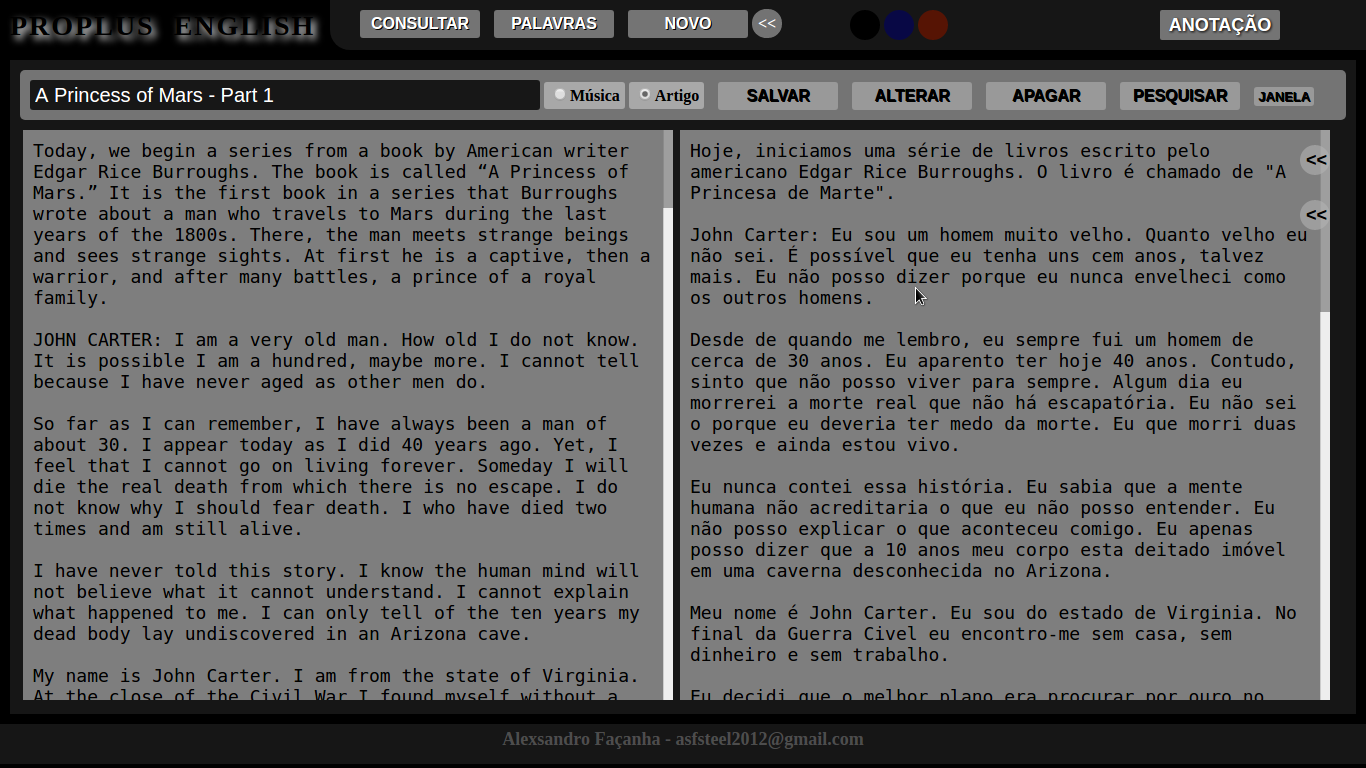 PROPLUS ENGLISH
CONSULTAR
PALAVRAS
NOVO
<<
ANOTAÇÃO
A Princess of Mars - Part 1
Música
Artigo
SALVAR
ALTERAR
APAGAR
PESQUISAR
JANELA
Today, we begin a series from a book by American writer
Edgar Rice Burroughs. The book is called “A Princess of
Mars.” It is the first book in a series that Burroughs
wrote about a man who travels to Mars during the last
years of the 1800s. There, the man meets strange beings
and sees strange sights. At first he is a captive, then a
warrior, and after many battles, a prince of a royal
family.
JOHN CARTER: I am a very old man. How old I do not know.
It is possible I am a hundred, maybe more. I cannot tell
because I have never aged as other men do.
So far as I can remember, I have always been a man of
about 30. I appear today as I did 40 years ago. Yet, I
feel that I cannot go on living forever. Someday I will
die the real death from which there is no escape. I do
not know why I should fear death. I who have died two
times and am still alive.
I have never told this story. I know the human mind will
not believe what it cannot understand. I cannot explain
what happened to me. I can only tell of the ten years my
dead body lay undiscovered in an Arizona cave.
My name is John Carter. I am from the state of Virginia.
At the close of the Civil War I found myself without a
Hoje, iniciamos uma série de livros escrito pelo
americano Edgar Rice Burroughs. O livro é chamado de "A
Princesa de Marte".
John Carter: Eu sou um homem muito velho. Quanto velho eu
não sei. É possível que eu tenha uns cem anos, talvez
mais. Eu não posso dizer porque eu nunca envelheci como
os outros homens.
Desde de quando me lembro, eu sempre fui um homem de
cerca de 30 anos. Eu aparento ter hoje 40 anos. Contudo,
sinto que não posso viver para sempre. Algum dia eu
morrerei a morte real que não há escapatória. Eu não sei
o porque eu deveria ter medo da morte. Eu que morri duas
vezes e ainda estou vivo.
Eu nunca contei essa história. Eu sabia que a mente
humana não acreditaria o que eu não posso entender. Eu
não posso explicar o que aconteceu comigo. Eu apenas
posso dizer que a 10 anos meu corpo esta deitado imóvel
em uma caverna desconhecida no Arizona.
Meu nome é John Carter. Eu sou do estado de Virginia. No
final da Guerra Civel eu encontro-me sem casa, sem
dinheiro e sem trabalho.
Eu decidi que o melhor plano era procurar por ouro no
<<
<<
Alexsandro Façanha - asfsteel2012@gmail.com